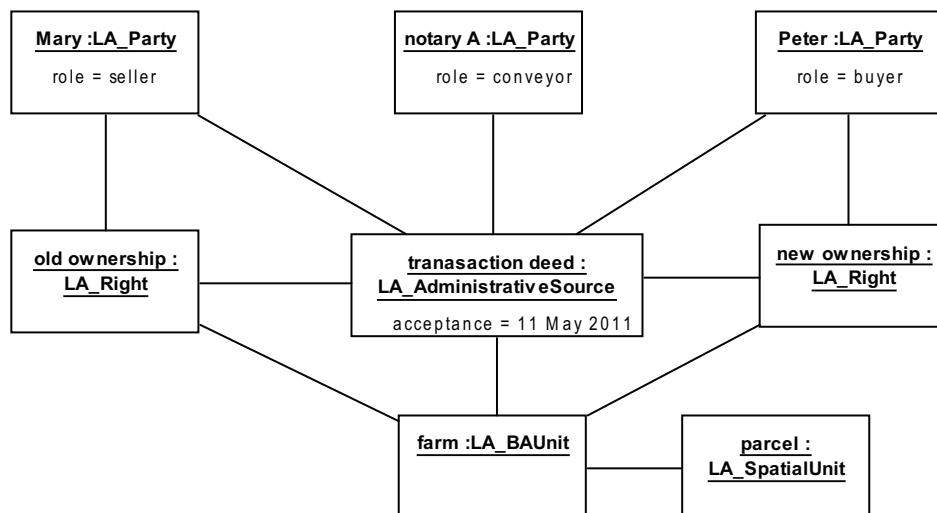 Mary :LA_Party
role = seller
notary A :LA_Party
role = conveyor
Peter :LA_Party
role = buyer
old ownership :
LA_Right
tranasaction deed :
LA_AdministrativeSource
acceptance = 11 May 2011
new ownership :
LA_Right
farm :LA_BAUnit
parcel :
LA_SpatialUnit